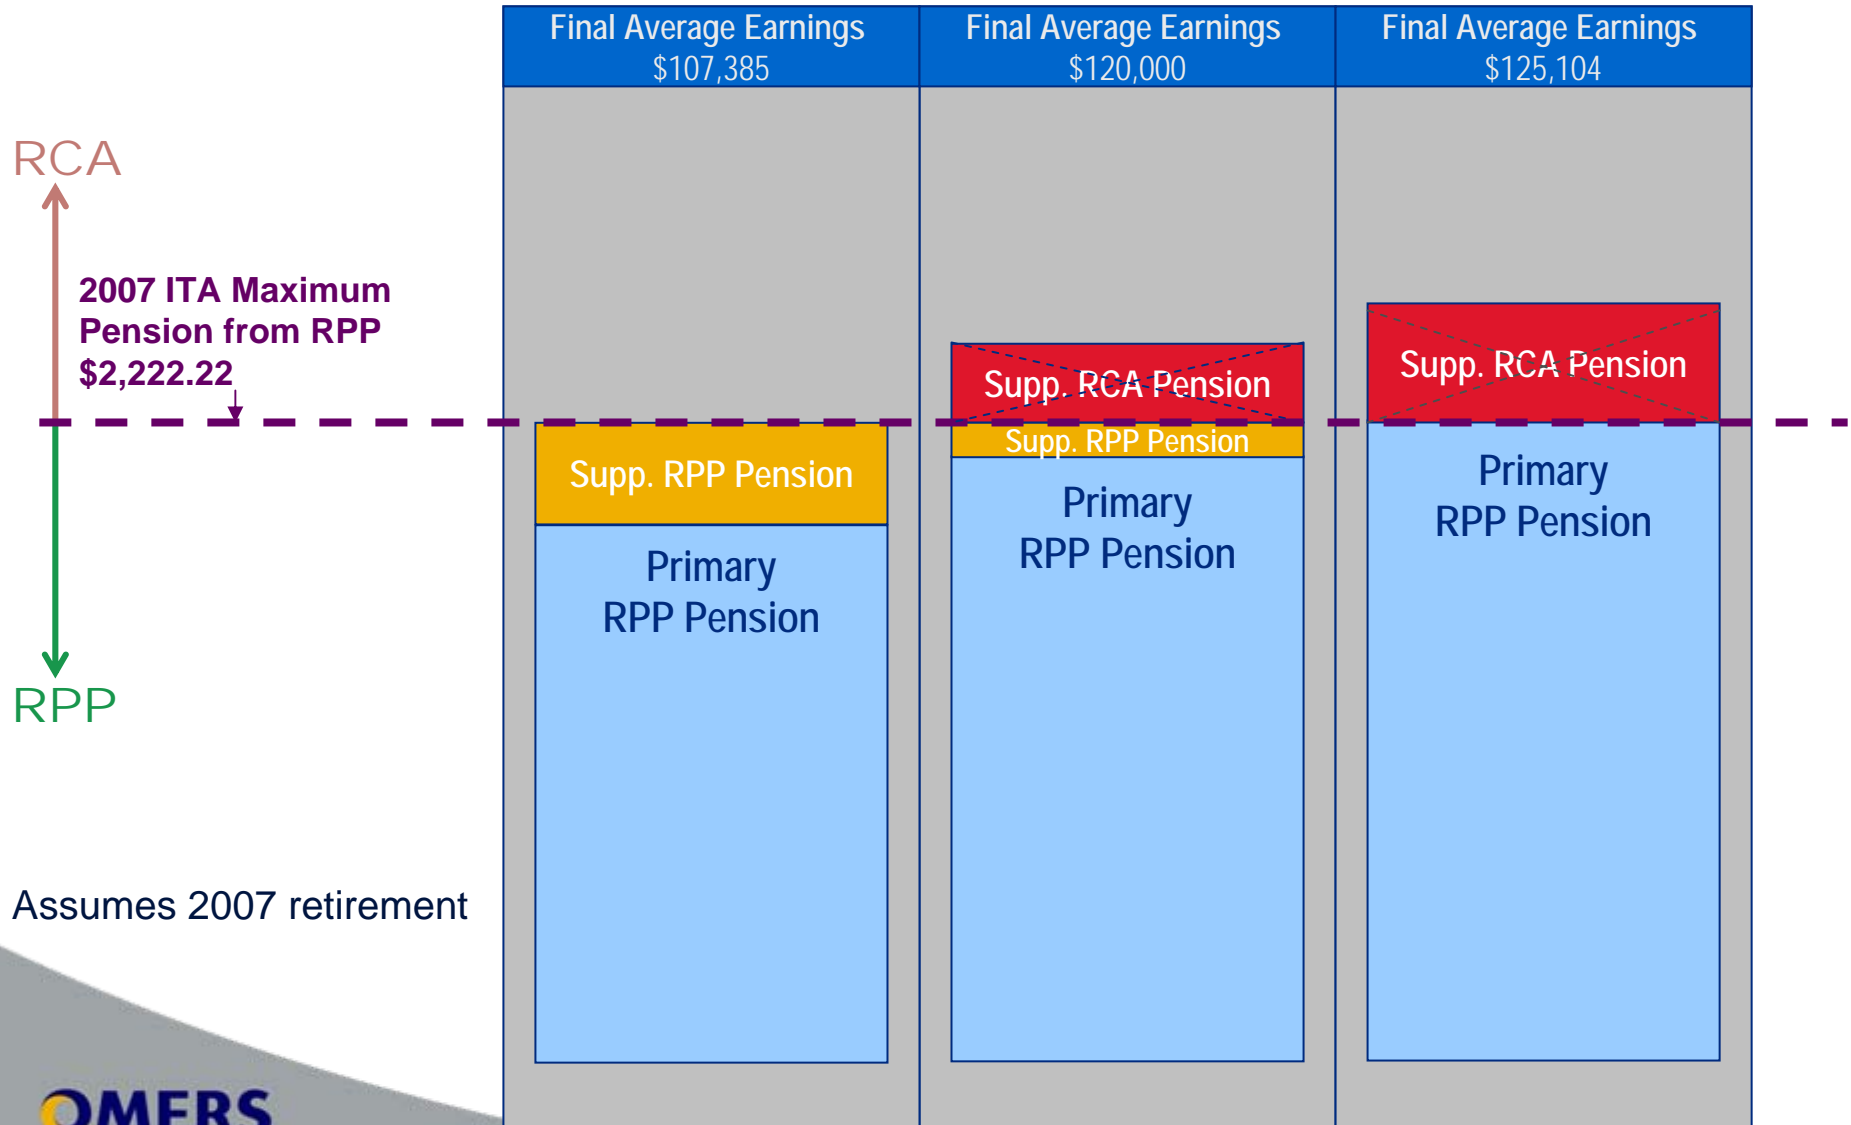 Final Average Earnings
$107,385
Final Average Earnings
$120,000
Final Average Earnings
$125,104
RCA
2007 ITA Maximum
Pension from RPP
$2,222.22
Supp. RCA Pension
Supp. RCA Pension
Supp. RPP Pension
Supp. RPP Pension
Primary
RPP Pension
Primary
RPP Pension
Primary
RPP Pension
RPP
Assumes 2007 retirement
OMERS